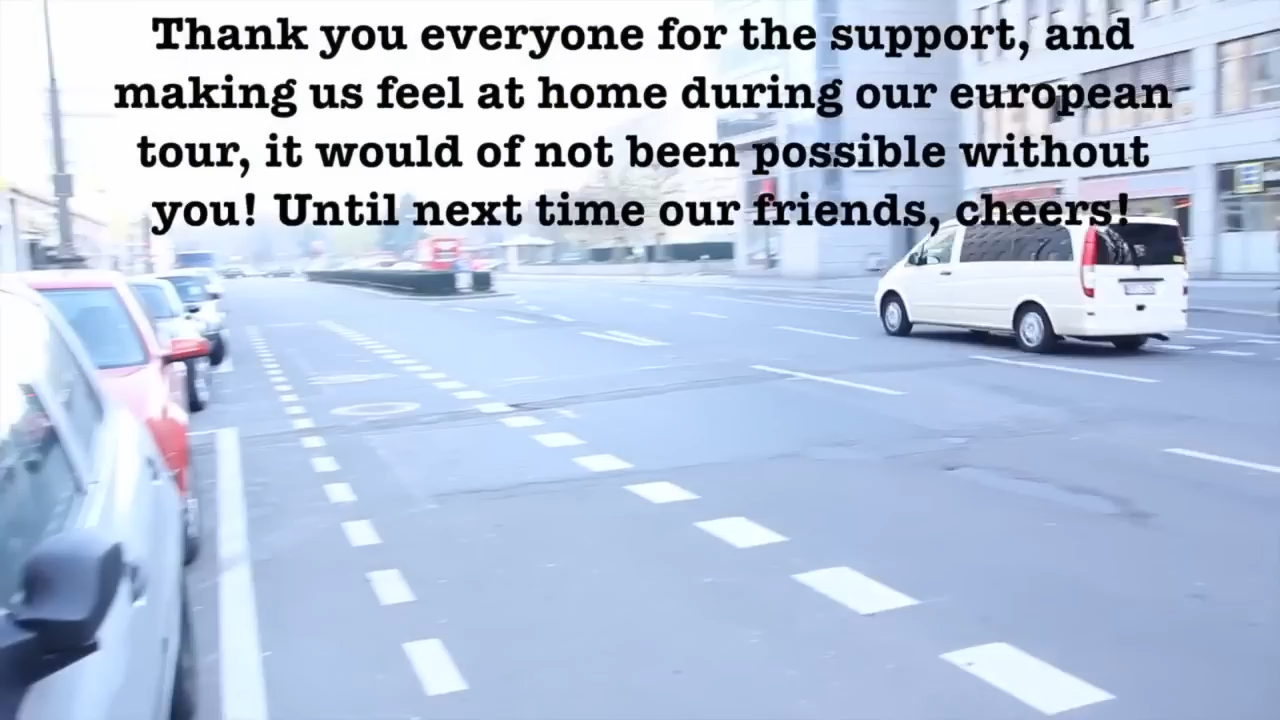 Thank you everyone for the support, and
making us feel at home during our european
tour, it would of not been possible without
you! Until next time our friends, cheers!